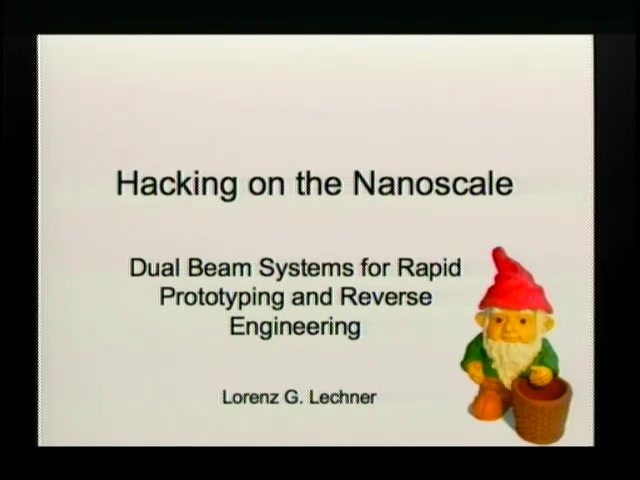 Hacking on the Nanoscale
Dual Beam Systems for Rapid
Prototyping and Reverse
Engineering
Lorenz G. Lechner